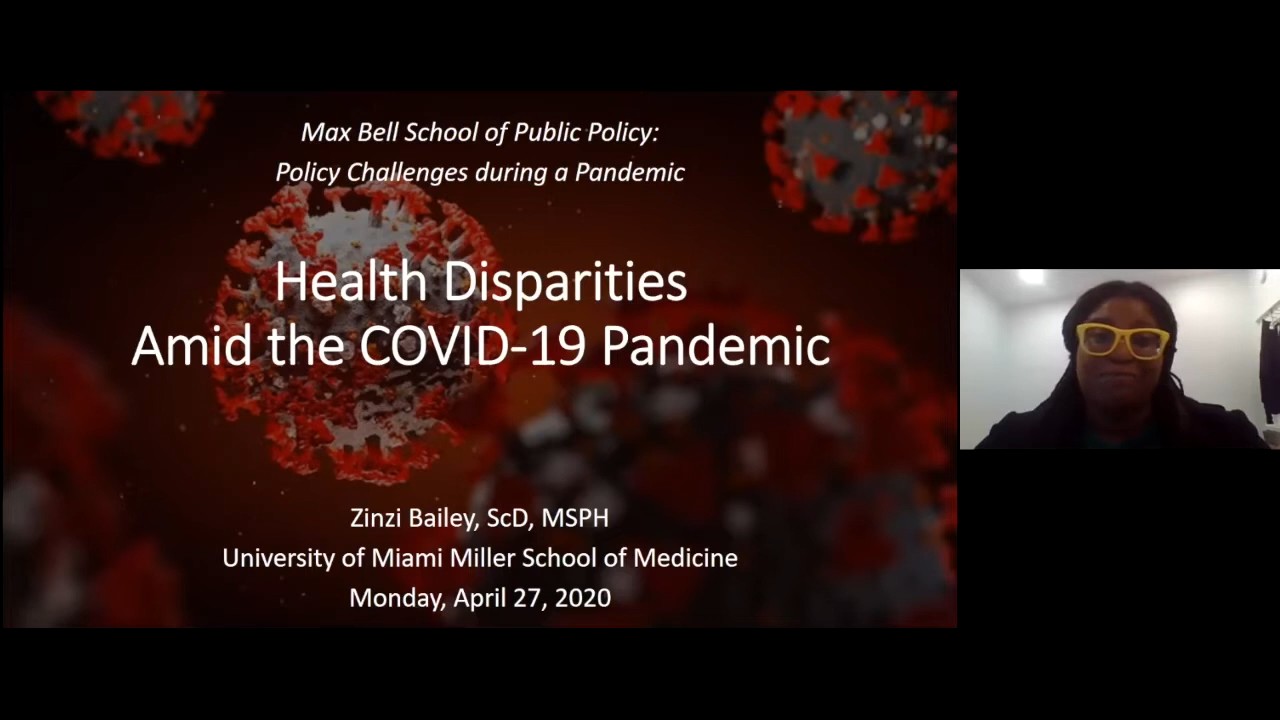 Max Bell School of Public Policy:
Policy Challenges during a Pandemic
Health Disparities
Amid the COVID-19 Pandemic
Zinzi Bailey, ScD, MSPH
University of Miami Miller School of Medicine
Monday, April 27, 2020